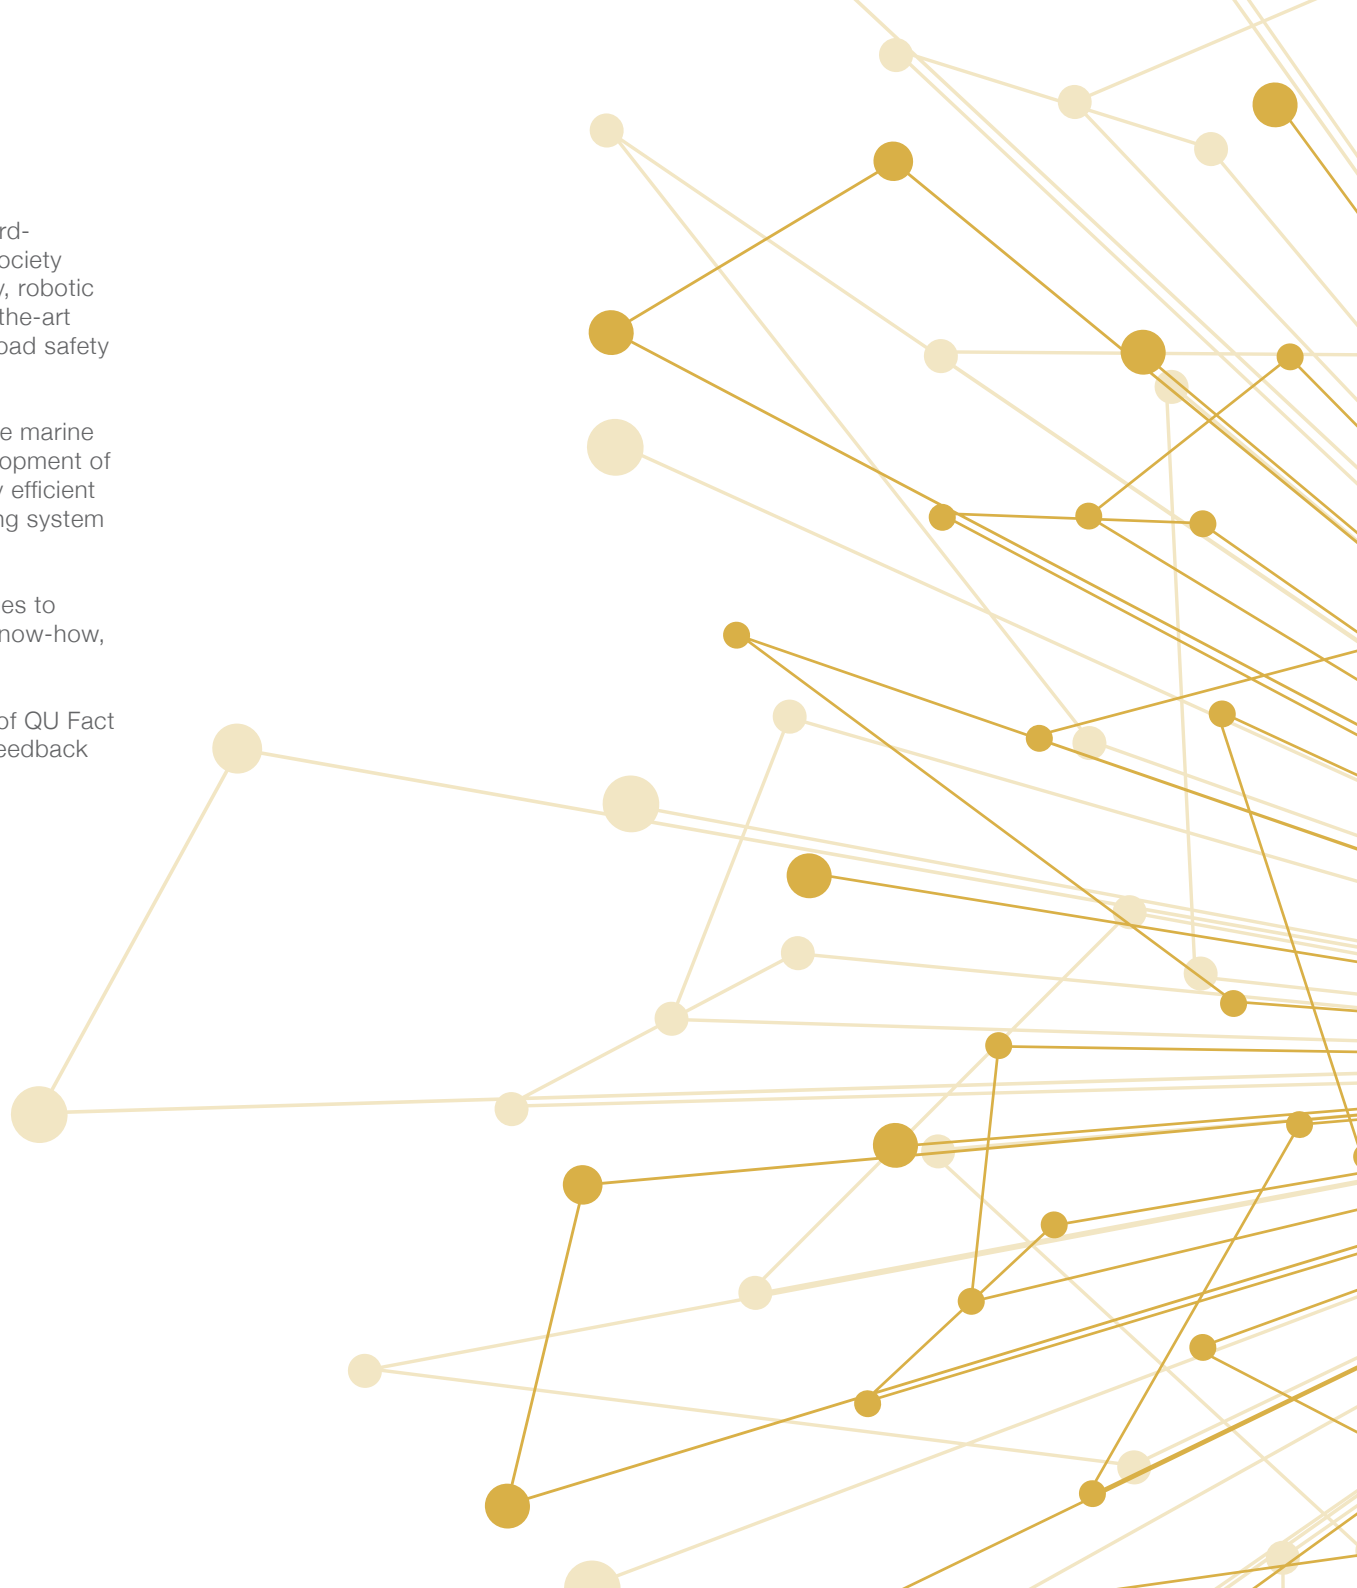 rd-
ociety
, robotic
the-art
oad safety
e marine
opment of
efficient
ng system
es to
now-how,
of QU Fact
eedback